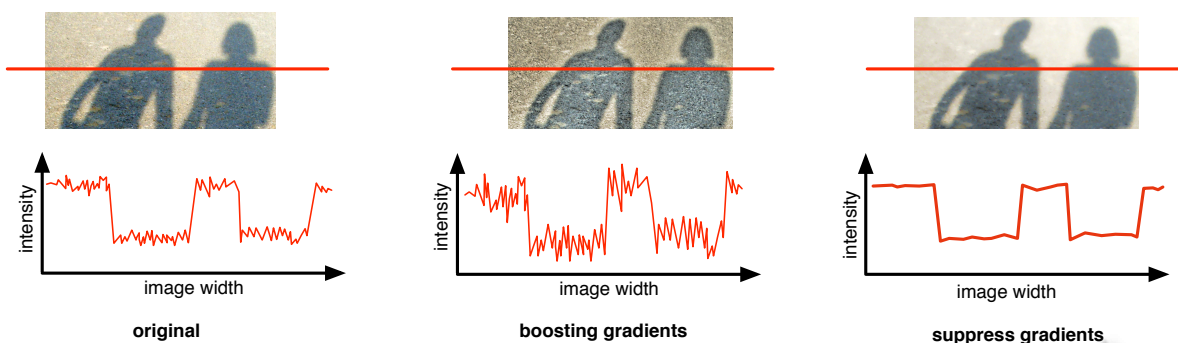 intensity
image width
original
intensity
image width
boosting gradients
intensity
image width
suppress gradients